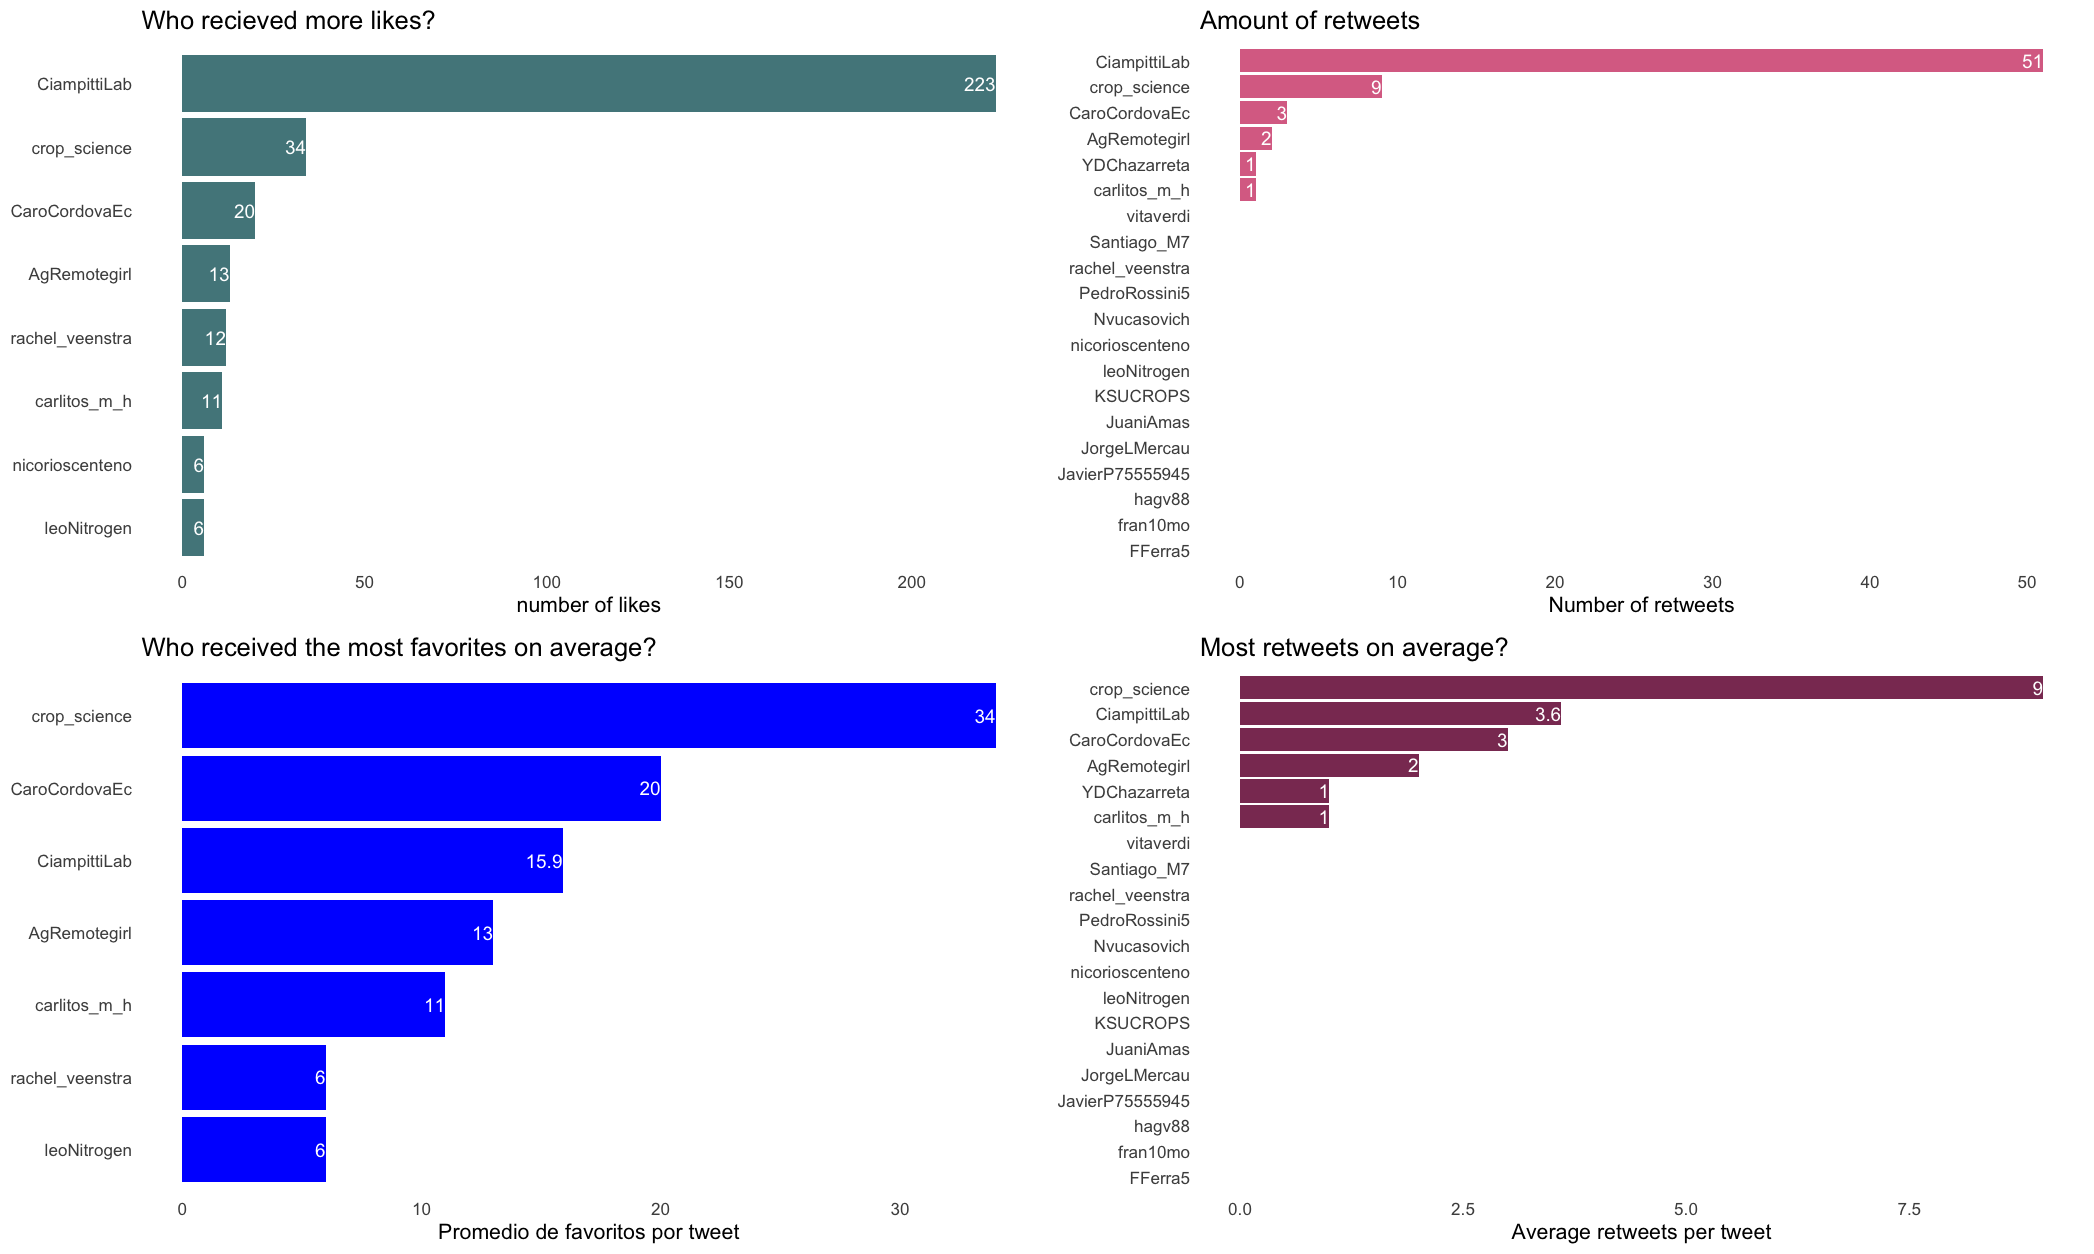 Who recieved more likes?
CiampittiLab
223
crop_science
34
CaroCordovaEc
20
AgRemotegirl
13
rachel_veenstra
12
carlitos_m_h
11
nicorioscenteno
6
leoNitrogen
6
0 50 100 150 200
number of likes
Amount of retweets
CiampittiLab
51
crop_science
9
CaroCordovaEc
3
AgRemotegirl
2
YDChazarreta
1
carlitos_m_h
1
vitaverdi
Santiago_M7
rachel_veenstra
PedroRossini5
Nvucasovich
nicorioscenteno
leoNitrogen
KSUCROPS
JuaniAmas
JorgeLMercau
JavierP75555945
hagv88
fran10mo
FFerra5
0 10 20 30 40 50
Number of retweets
Who received the most favorites on average?
crop_science
34
CaroCordovaEc
20
CiampittiLab
15.9
AgRemotegirl
13
carlitos_m_h
11
rachel_veenstra
6
leoNitrogen
6
0 10 20 30
Promedio de favoritos por tweet
Most retweets on average?
crop_science
9
CiampittiLab
3.6
CaroCordovaEc
3
AgRemotegirl
2
YDChazarreta
1
carlitos_m_h
1
vitaverdi
Santiago_M7
rachel_veenstra
PedroRossini5
Nvucasovich
nicorioscenteno
leoNitrogen
KSUCROPS
JuaniAmas
JorgeLMercau
JavierP75555945
hagv88
fran10mo
FFerra5
0.0 2.5 5.0 7.5
Average retweets per tweet